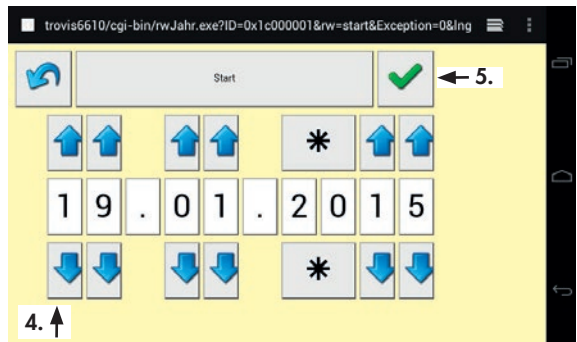 trovis6610/cgi-bin/rwJahr.exe?ID=0x1c000001&rw=start&Exception=0&lng
Start
5.
* 
19.01.2015
*
4.